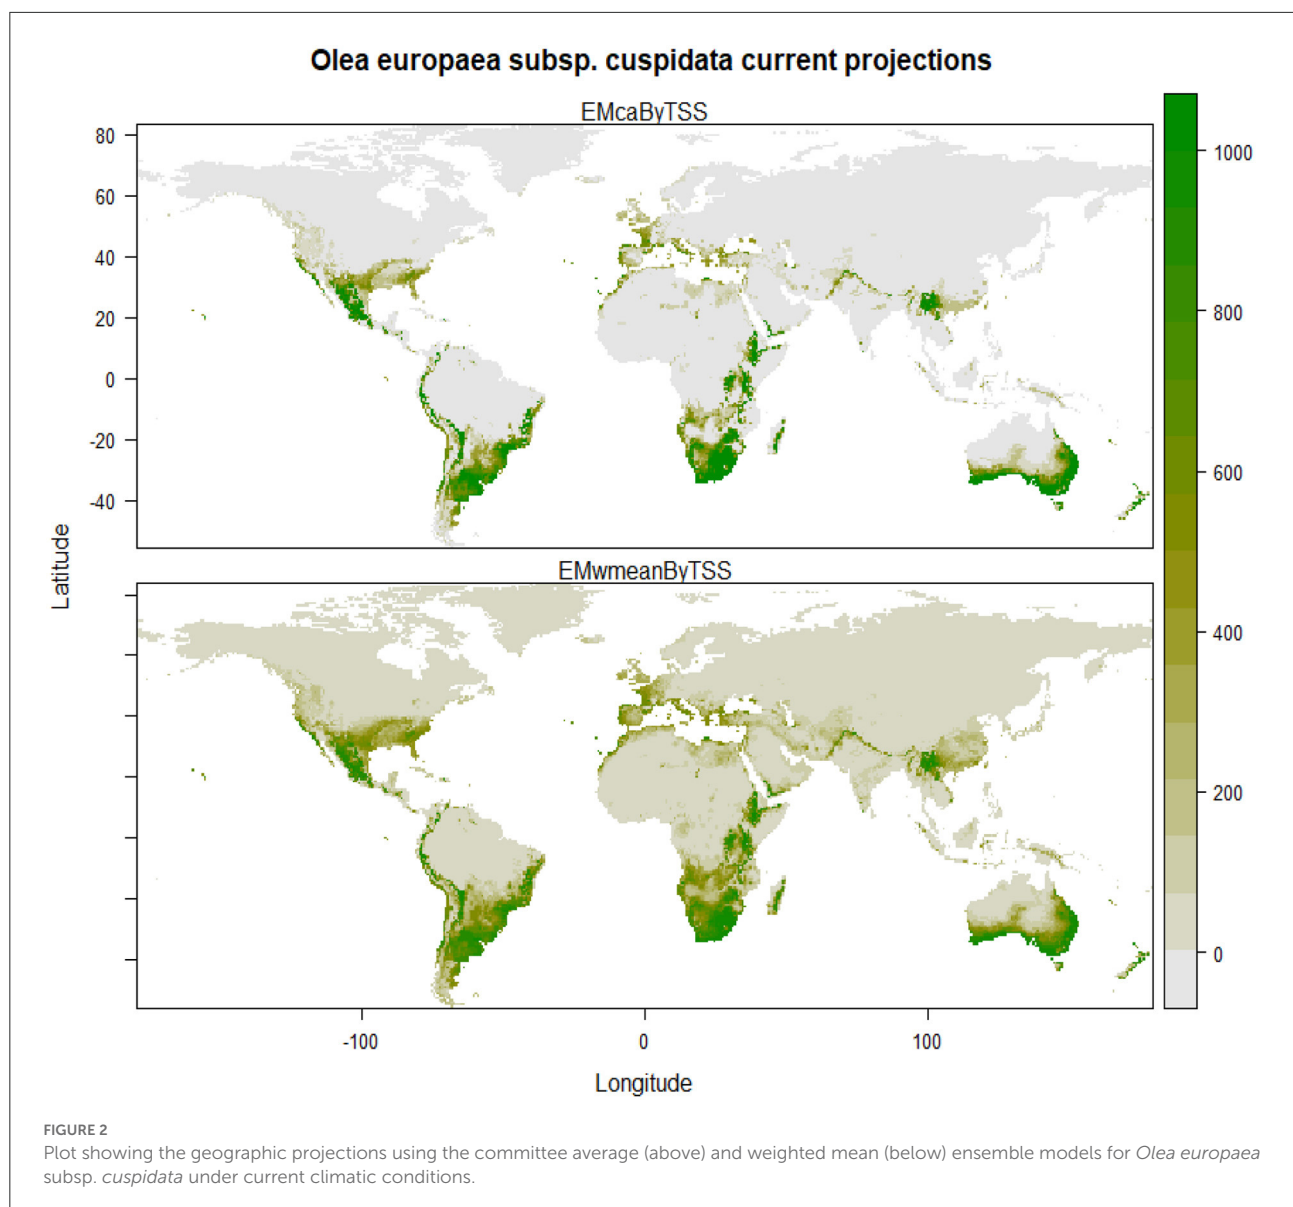 Olea europaea subsp. cuspidata current projections
EMcaByTSS
80
60
40
20
0
-20
-40
1000
800
600
400
200
0
Latitude
EMwmeanByTSS
-100
0
100
Longitude
FIGURE 2
Plot showing the geographic projections using the committee average (above) and weighted mean (below) ensemble models for Olea europaea
subsp. cuspidata under current climatic conditions.